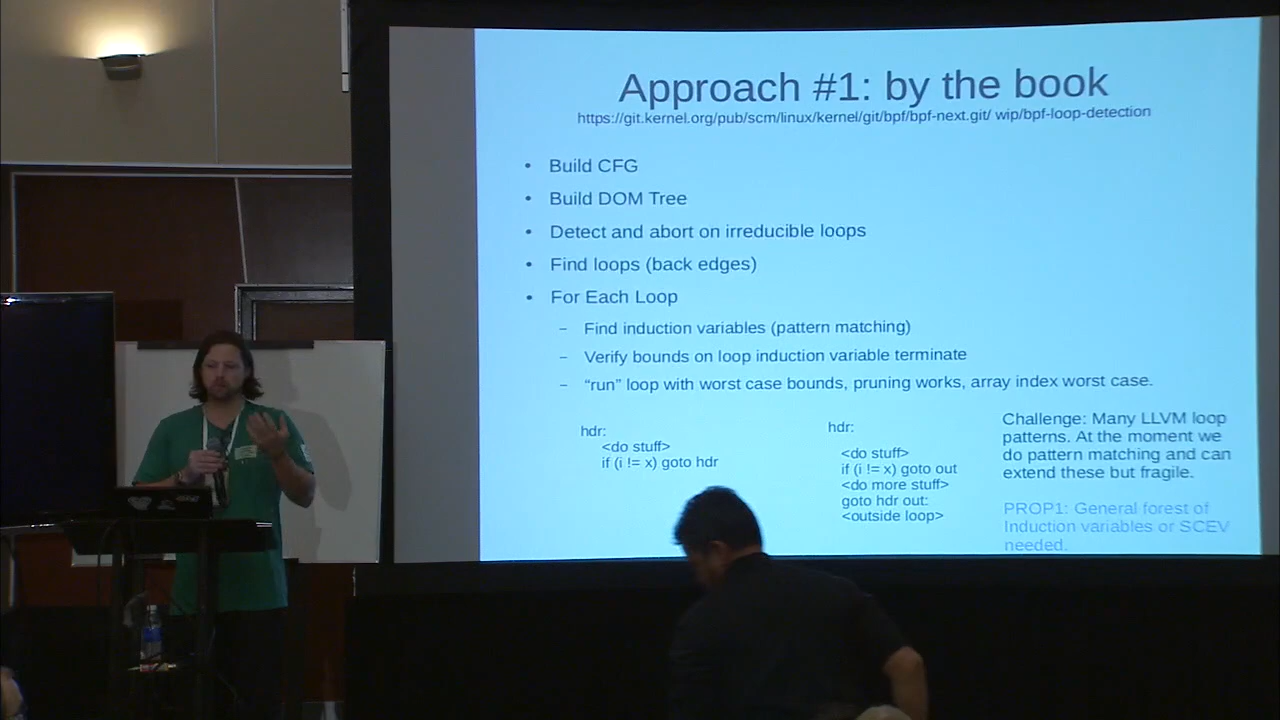 Approach #1: by the book
https://git.kernel.org/pub/scm/linux/kernel/git/bpf/bpf-next.git/ wip/bpf-loop-detection
• Build CFG
• Build DOM Tree
• Detect and abort on irreducible loops
• Find loops (back edges)
• For Each Loop
– Find induction variables (pattern matching)
– Verify bounds on loop induction variable terminate
– “run” loop with worst case bounds, pruning works, array index worst case.
hdr:
<do stuff>
if (i != x) goto hdr
hdr:
<do stuff>
if (i != x) goto out
<do more stuff>
goto hdr out:
<outside loop>
Challenge: Many LLVM loop
patterns. At the moment we
do pattern matching and can
extend these but fragile.
PROP1: General forest of
Induction variables or SCEV
needed.